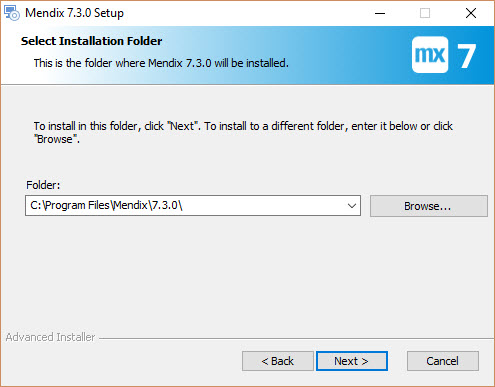 Mendix 7.3.0 Setup
Select Installation Folder
This is the folder where Mendix 7.3.0 will be installed.
mx 7
To install in this folder, click "Next". To install to a different folder, enter it below or click
"Browse".
Folder:
C:\Program Files\Mendix\7.3.0\
Browse...
Advanced Installer
< Back
Next >
Cancel